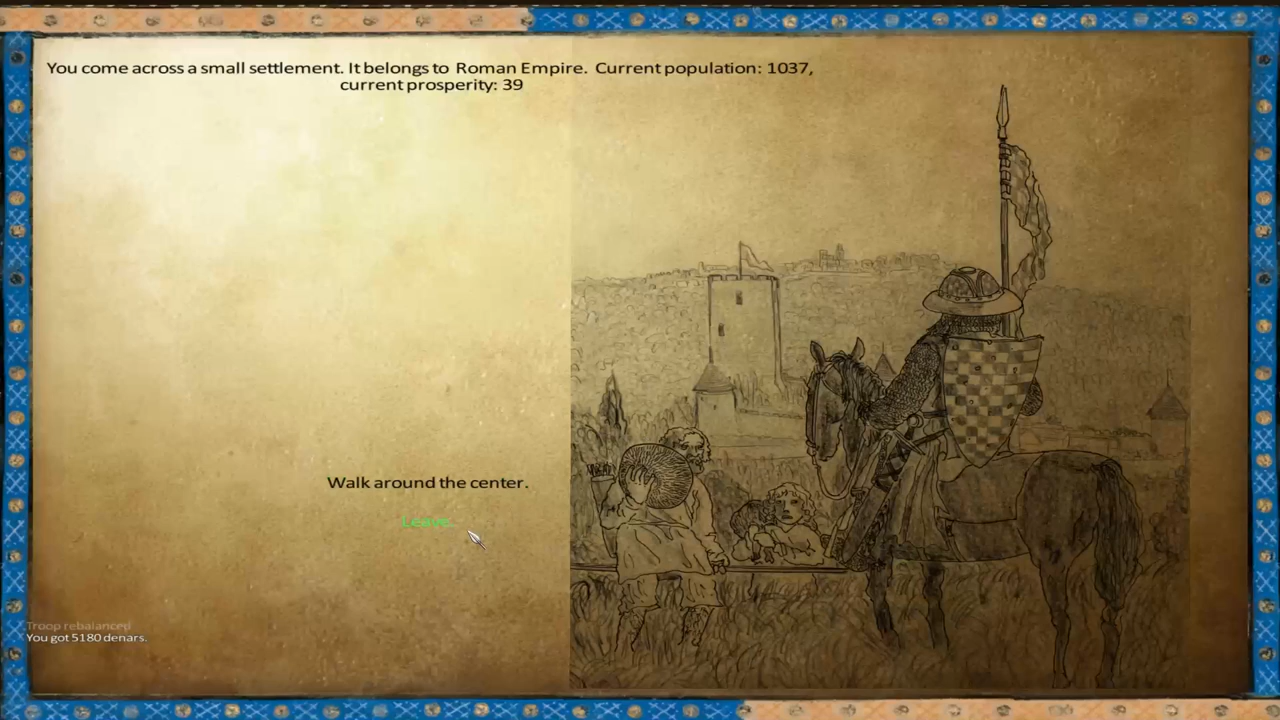 You come across a small settlement. It belongs to  Roman Empire.  Current population: 1037,
current prosperity: 39
Walk around the center.
Leave.
Troop rebalanced
You got 5180 denars.